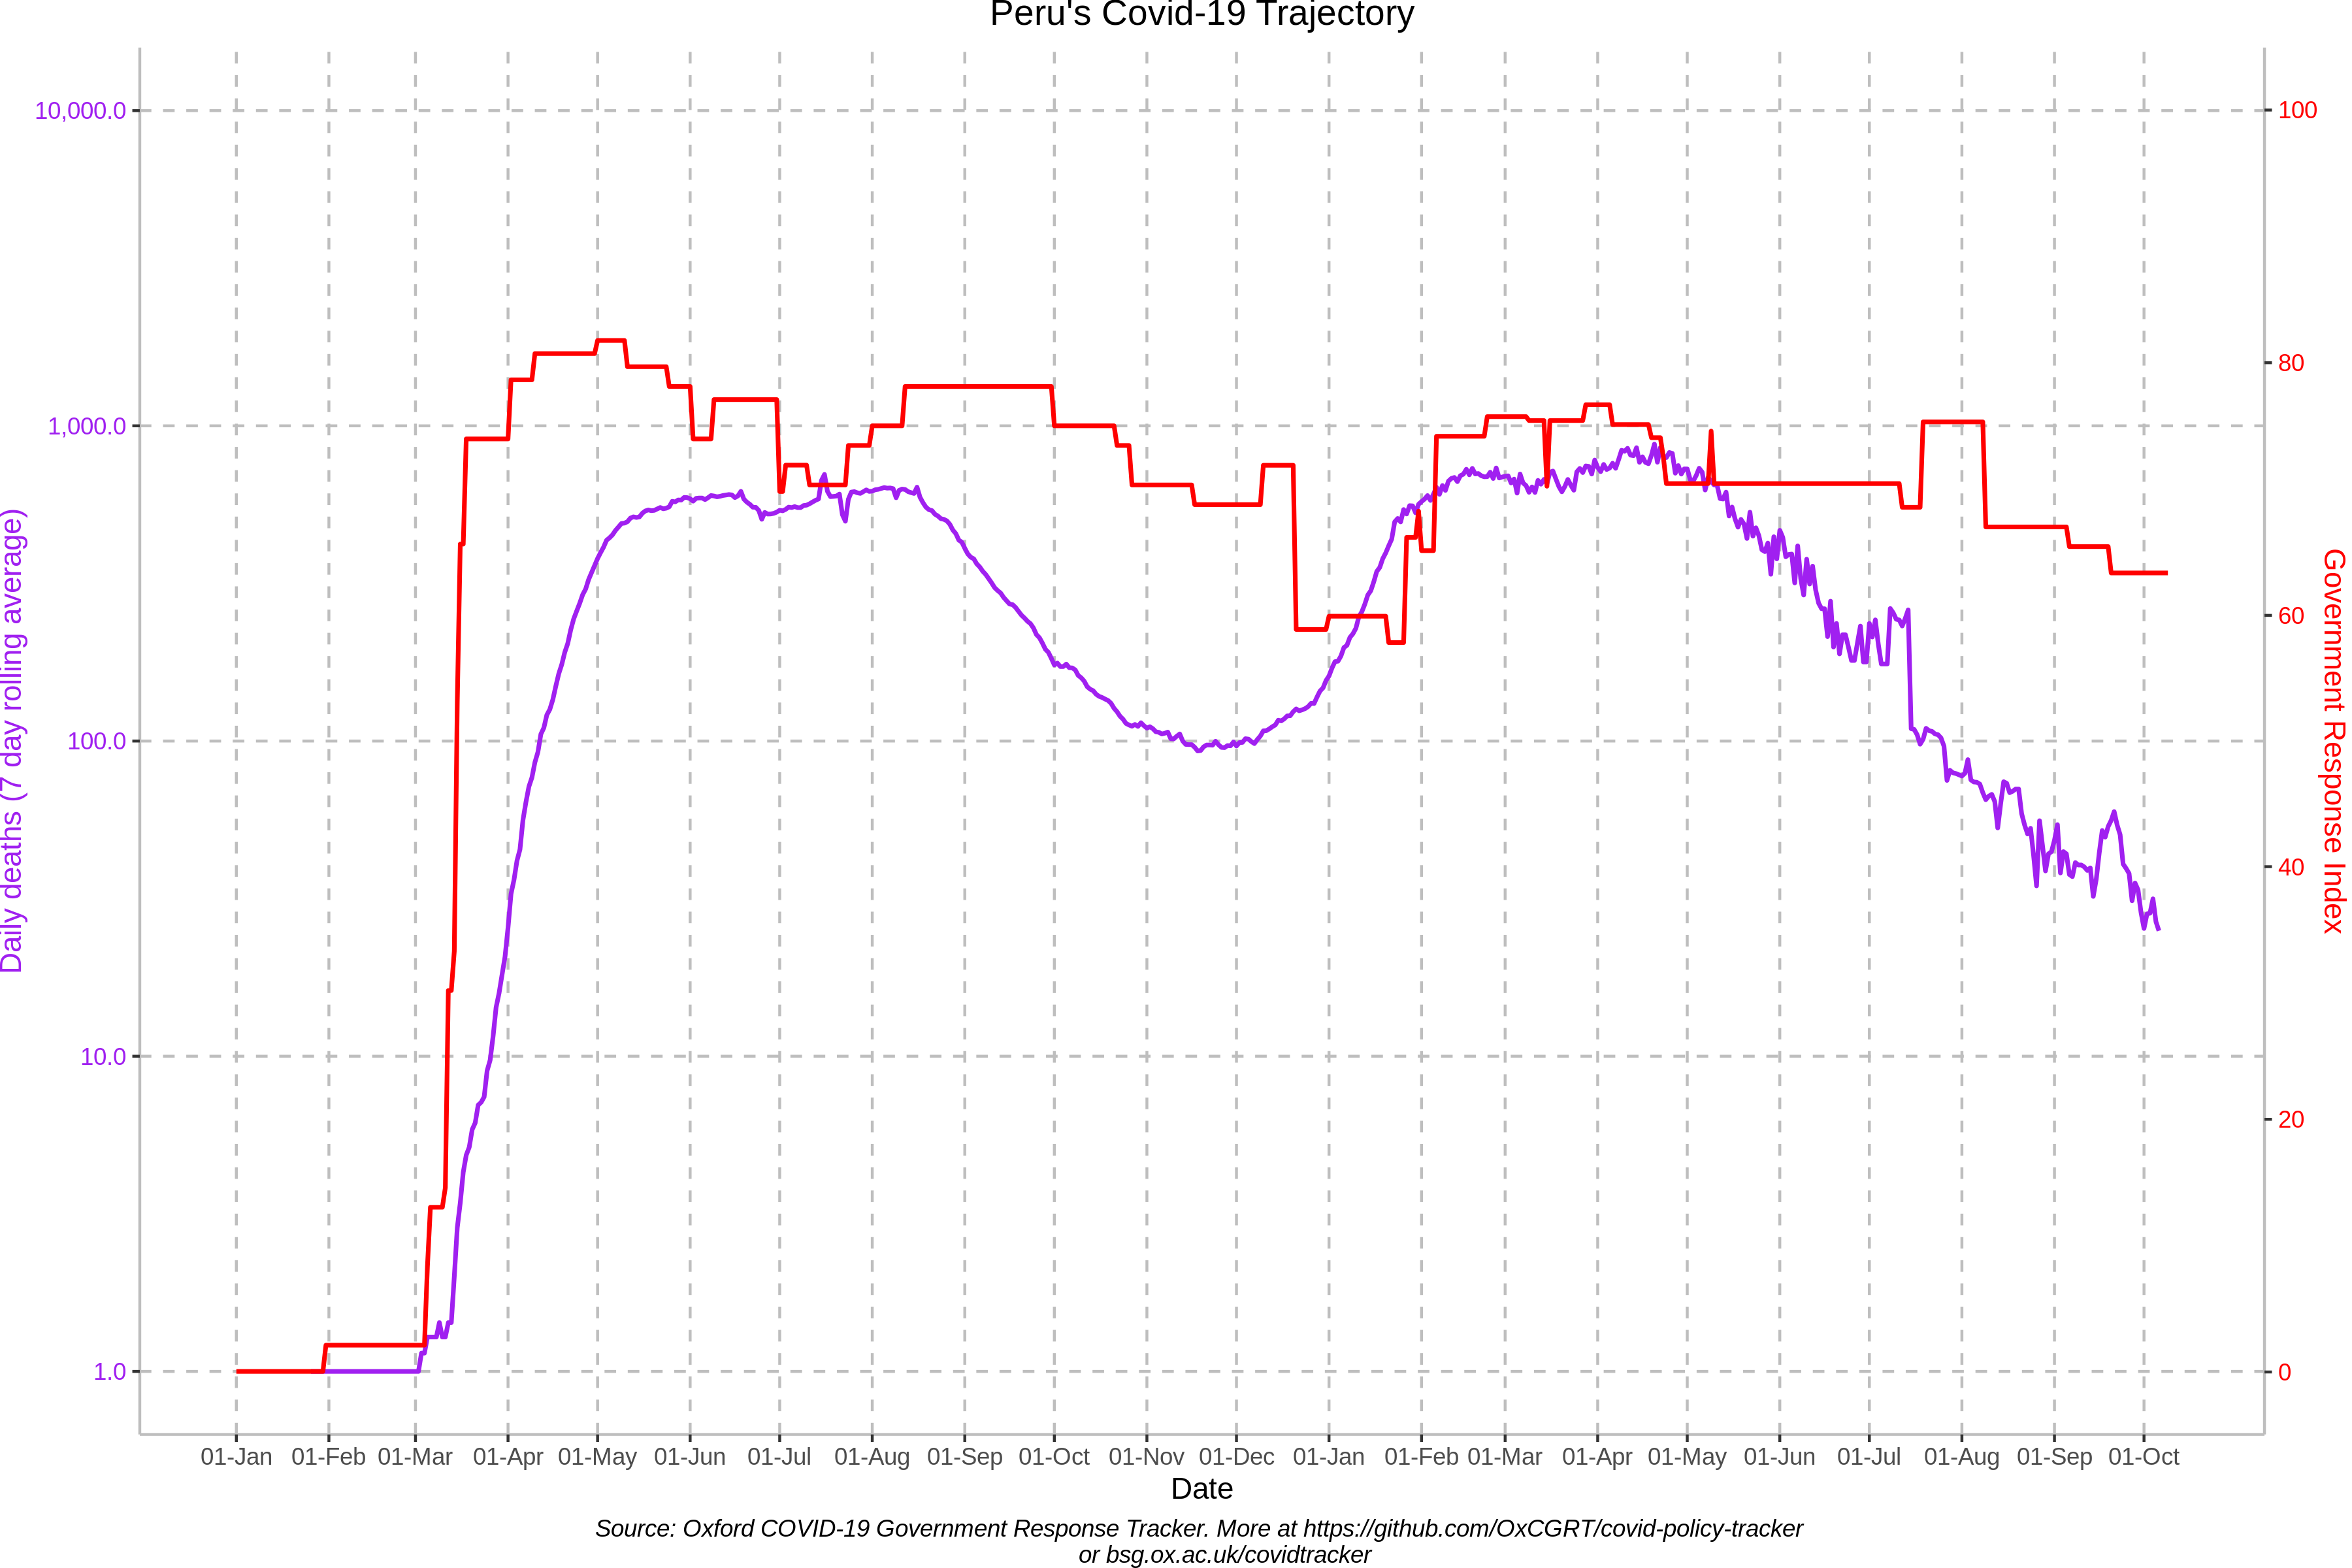 Peru's Covid-19 Trajectory
10,000.0
1,000.0
100.0
10.0
1.0
Daily deaths (7 day rolling average)
100
80
60
40
20
0
Government Response Index
01-Jan 01-Feb 01-Mar 01-Apr 01-May 01-Jun 01-Jul 01-Aug 01-Sep 01-Oct 01-Nov 01-Dec 01-Jan 01-Feb 01-Mar 01-Apr 01-May 01-Jun 01-Jul 01-Aug 01-Sep 01-Oct
Date
Source: Oxford COVID-19 Government Response Tracker. More at https://github.com/OxCGRT/covid-policy-tracker
or bsg.ox.ac.uk/covidtracker